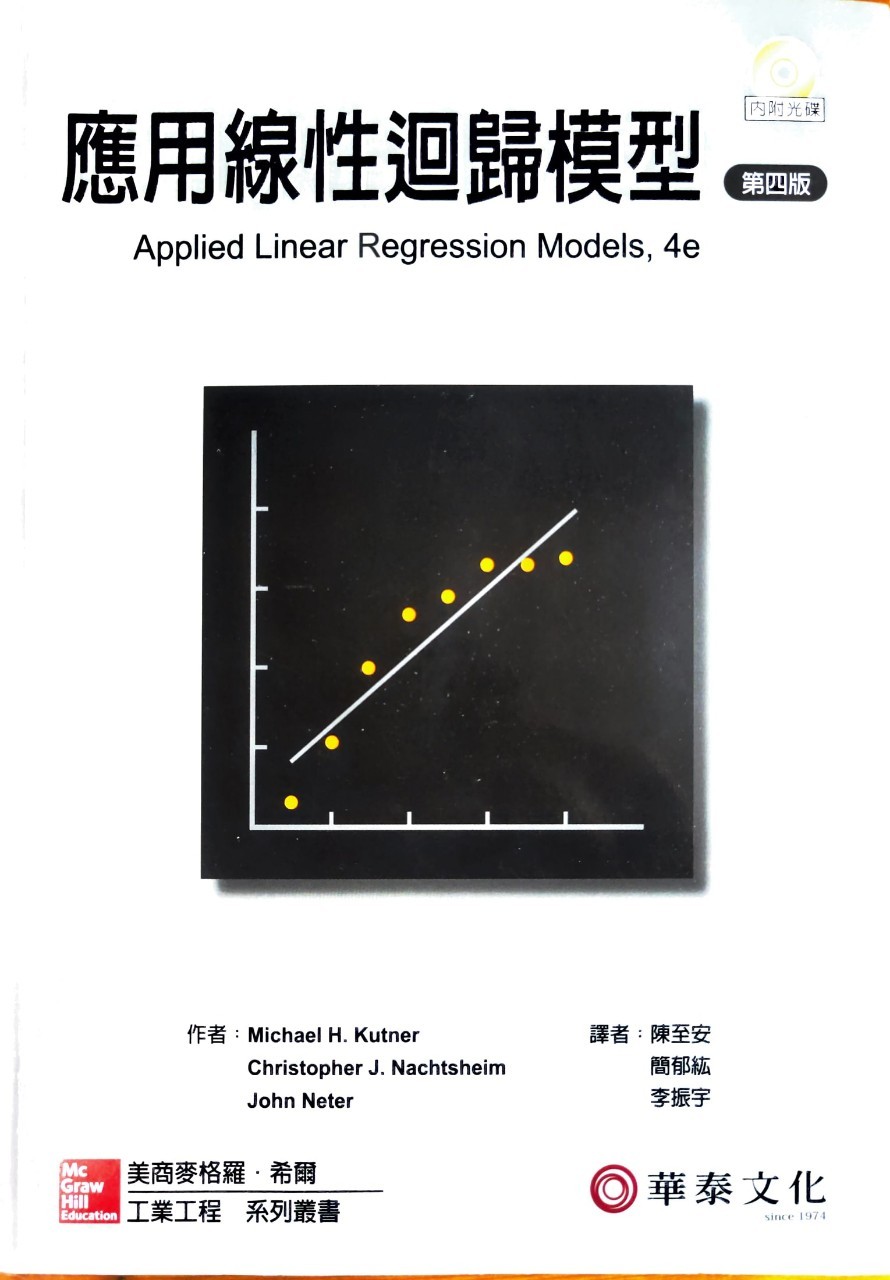 內附光碟
應用線性迴歸模型
第四版
Applied Linear Regression Models, 4e
作者：Michael H. Kutner
Christopher J. Nachtsheim
John Neter
譯者：陳至安
簡郁紘
李振宇
Mc
Graw
Hill
Education
美商麥格羅·希爾
工業工程 系列叢書
華泰文化
since 1974